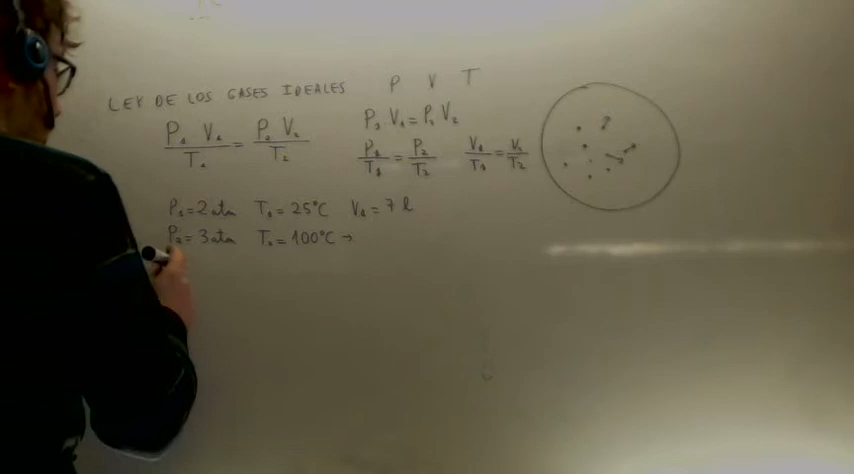 LEY DE LOS GASES IDEALES P V T
P₁ V₁ / T₁ = P₂ V₂ / T₂
P₁ V₁ = P₂ V₂
P₁ / T₁ = P₂ / T₂ V₁ / T₁ = V₂ / T₂
P₁ = 2 atm T₁ = 25°C V₁ = 7 l
P₂ = 3 atm T₂ = 100°C →